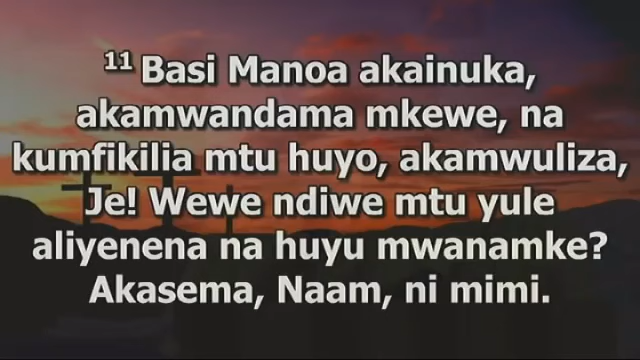 11 Basi Manoa akainuka,
akamwandama mkewe, na
kumfikilia mtu huyo, akamwuliza,
Je! Wewe ndiwe mtu yule
aliyenena na huyu mwanamke?
Akasema, Naam, ni mimi.